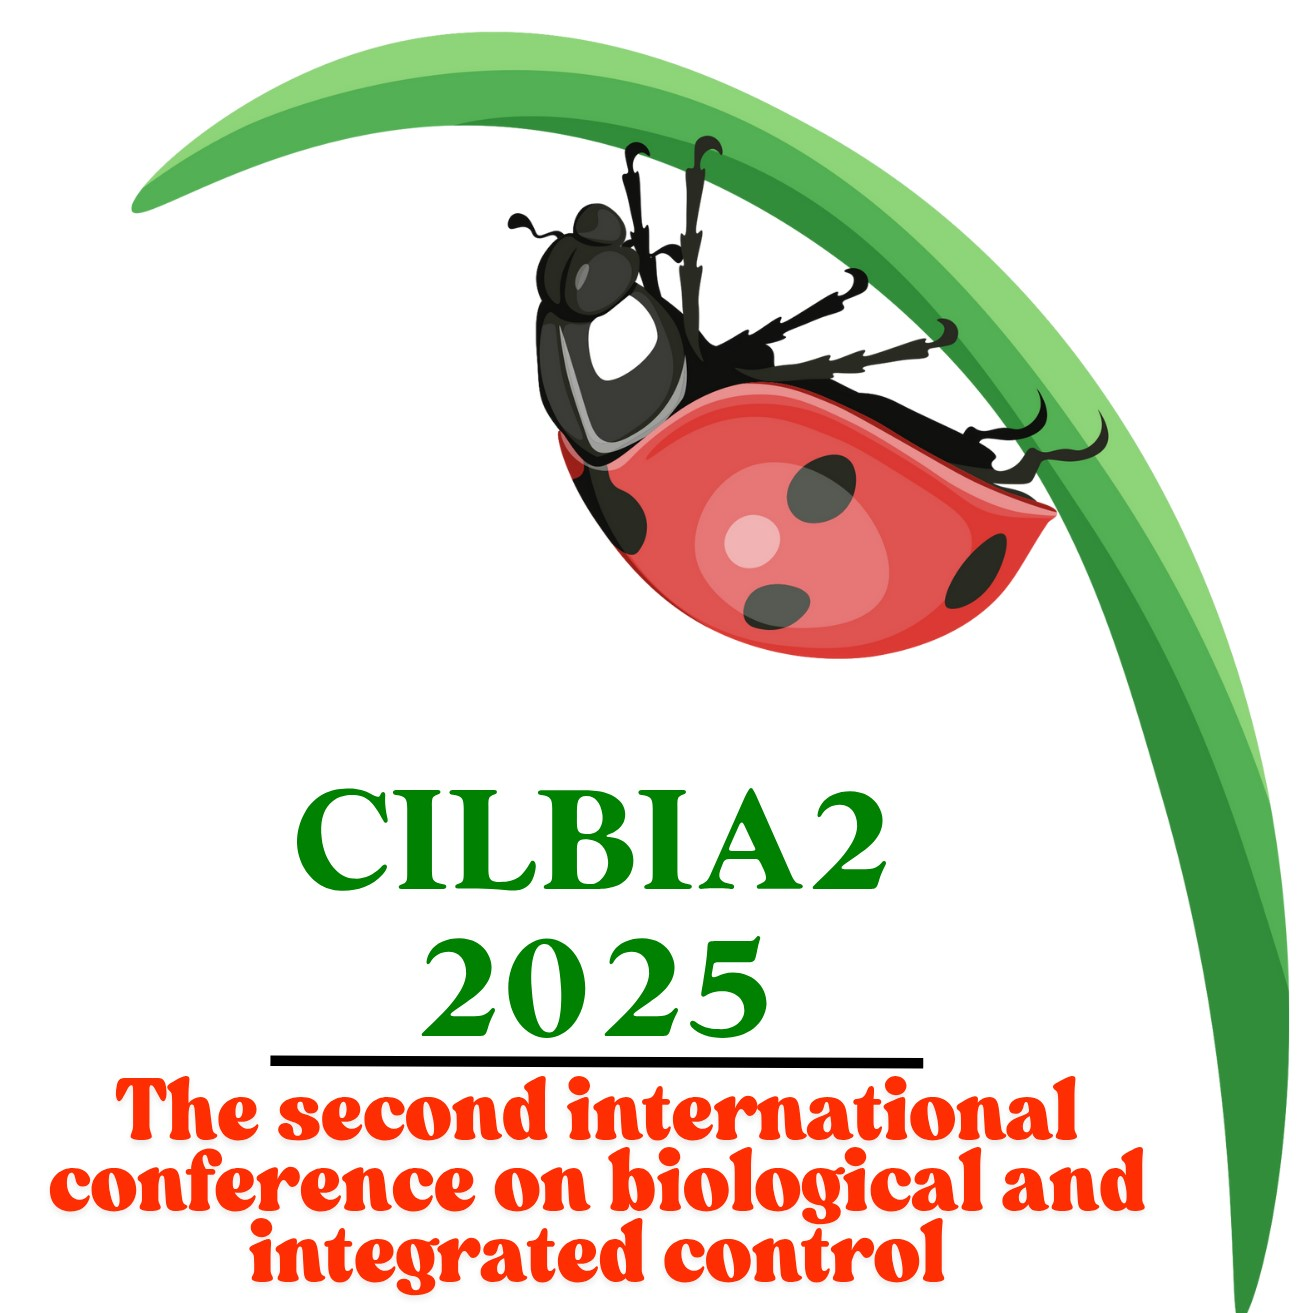 CILBIA2
2025
The second international
conference on biological and
integrated control